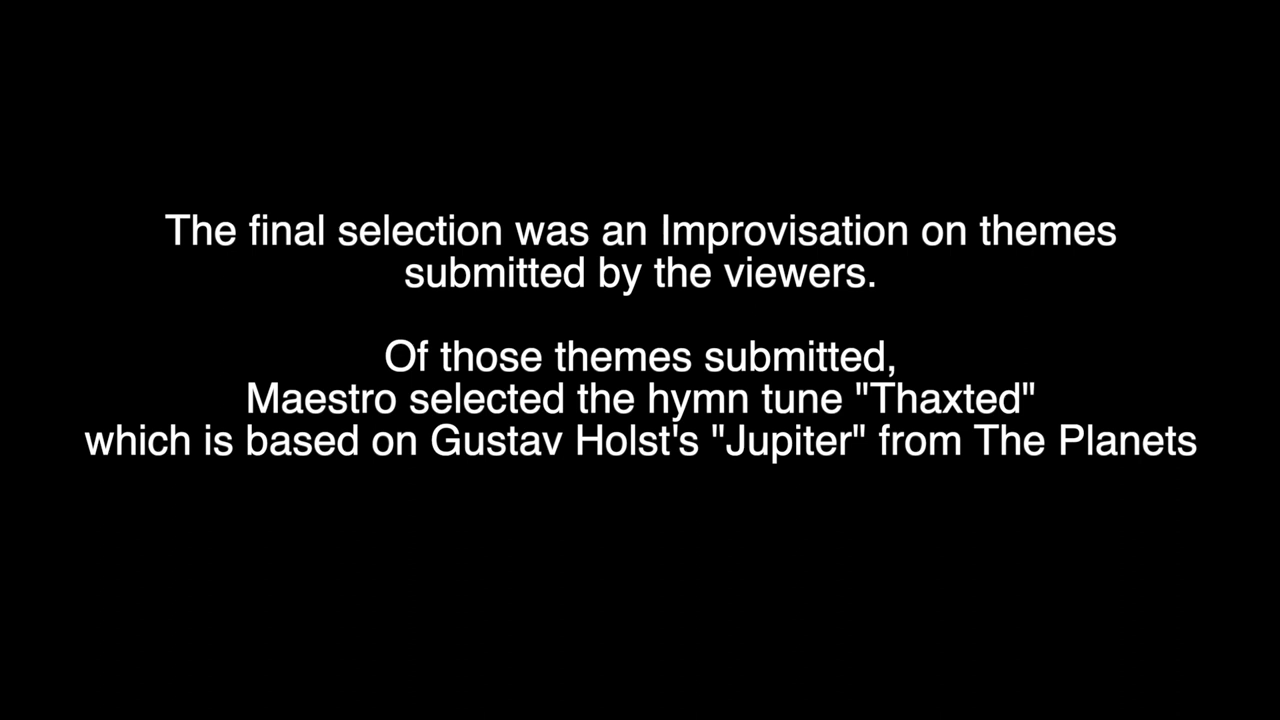 The final selection was an Improvisation on themes
submitted by the viewers.
Of those themes submitted,
Maestro selected the hymn tune "Thaxted"
which is based on Gustav Holst's "Jupiter" from The Planets